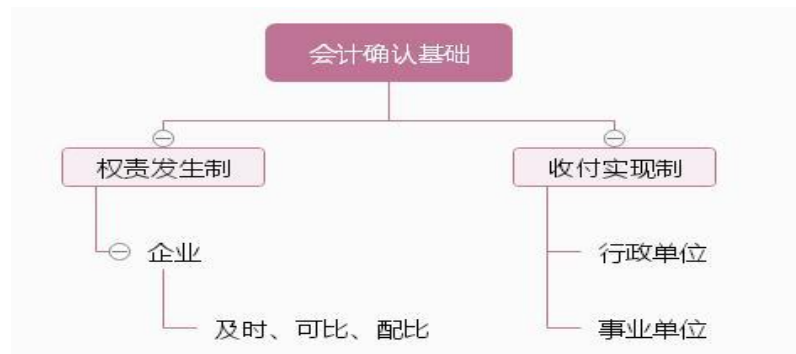 会计确认基础
权责发生制
收付实现制
企业
行政单位
及时、可比、配比
事业单位